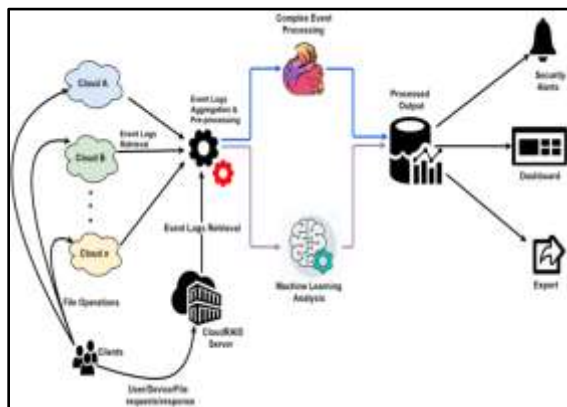 Complex Event
Processing
Cloud A
Event Logs
Aggregation &
Pre-processing
Processed
Output
Security
Alerts
Event Logs
Retrieval
Cloud B
Dashboard
Cloud n
Event Logs Retrieval
Machine Learning
Analysis
File Operations
CloudRAID
Server
Export
Clients
User/Device/File
requests/response